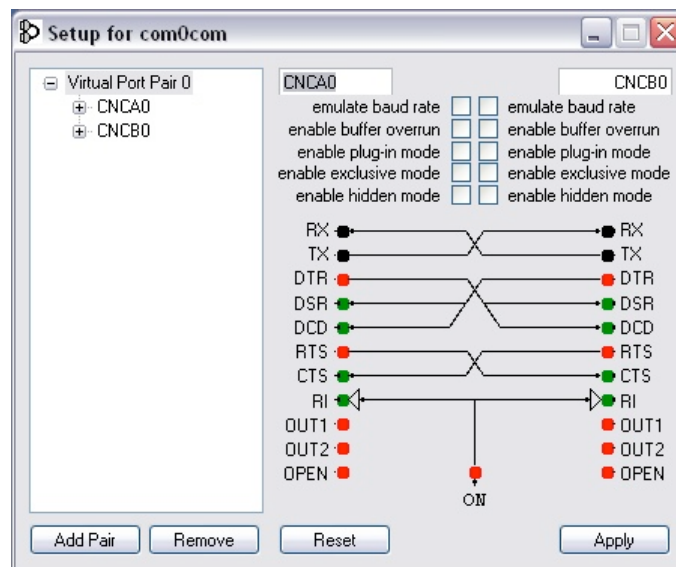 Setup for com0com
Virtual Port Pair 0
CNCA0
CNCB0
CNCA0 CNCB0
emulate baud rate emulate baud rate
enable buffer overrun enable buffer overrun
enable plug-in mode enable plug-in mode
enable exclusive mode enable exclusive mode
enable hidden mode enable hidden mode
RX RX
TX TX
DTR DTR
DSR DSR
DCD DCD
RTS RTS
CTS CTS
RI RI
OUT1 OUT1
OUT2 OUT2
OPEN OPEN
ON
Add Pair Remove Reset Apply